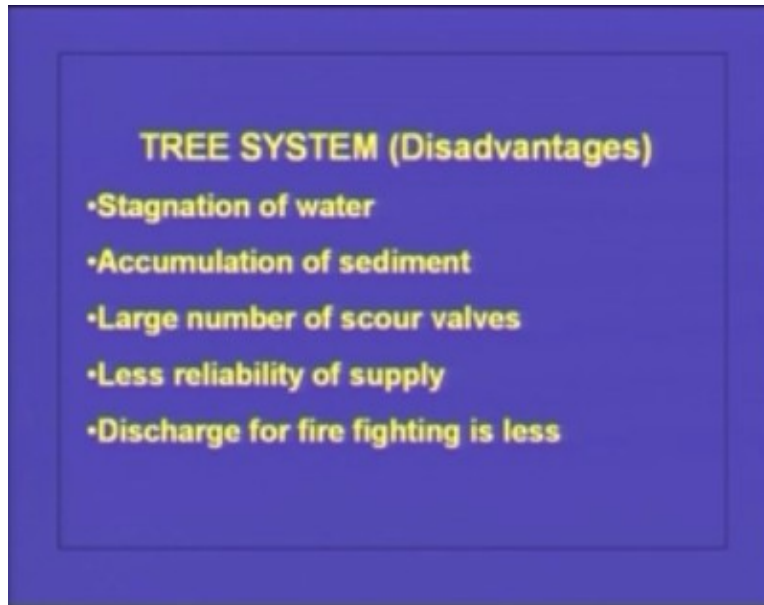 TREE SYSTEM (Disadvantages)
•Stagnation of water
•Accumulation of sediment
•Large number of scour valves
•Less reliability of supply
•Discharge for fire fighting is less